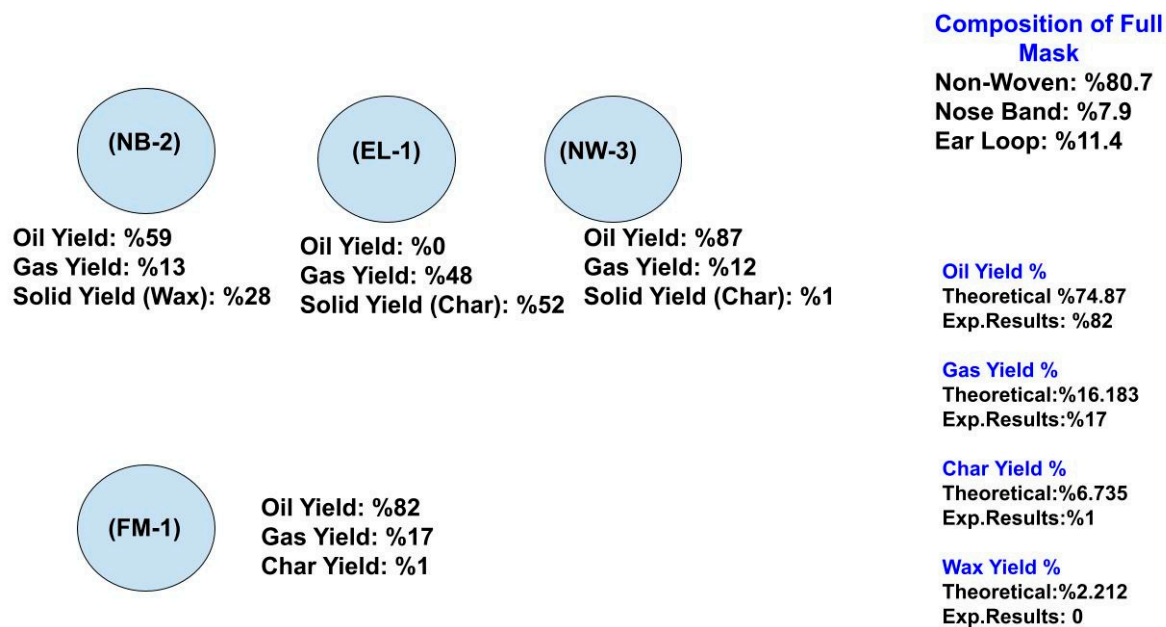 Composition of Full
Mask
Non-Woven: %80.7
Nose Band: %7.9
Ear Loop: %11.4
(NB-2)
Oil Yield: %59
Gas Yield: %13
Solid Yield (Wax): %28
(EL-1)
Oil Yield: %0
Gas Yield: %48
Solid Yield (Char): %52
(NW-3)
Oil Yield: %87
Gas Yield: %12
Solid Yield (Char): %1
(FM-1)
Oil Yield: %82
Gas Yield: %17
Char Yield: %1
Oil Yield %
Theoretical %74.87
Exp.Results: %82
Gas Yield %
Theoretical:%16.183
Exp.Results:%17
Char Yield %
Theoretical:%6.735
Exp.Results:%1
Wax Yield %
Theoretical:%2.212
Exp.Results: 0